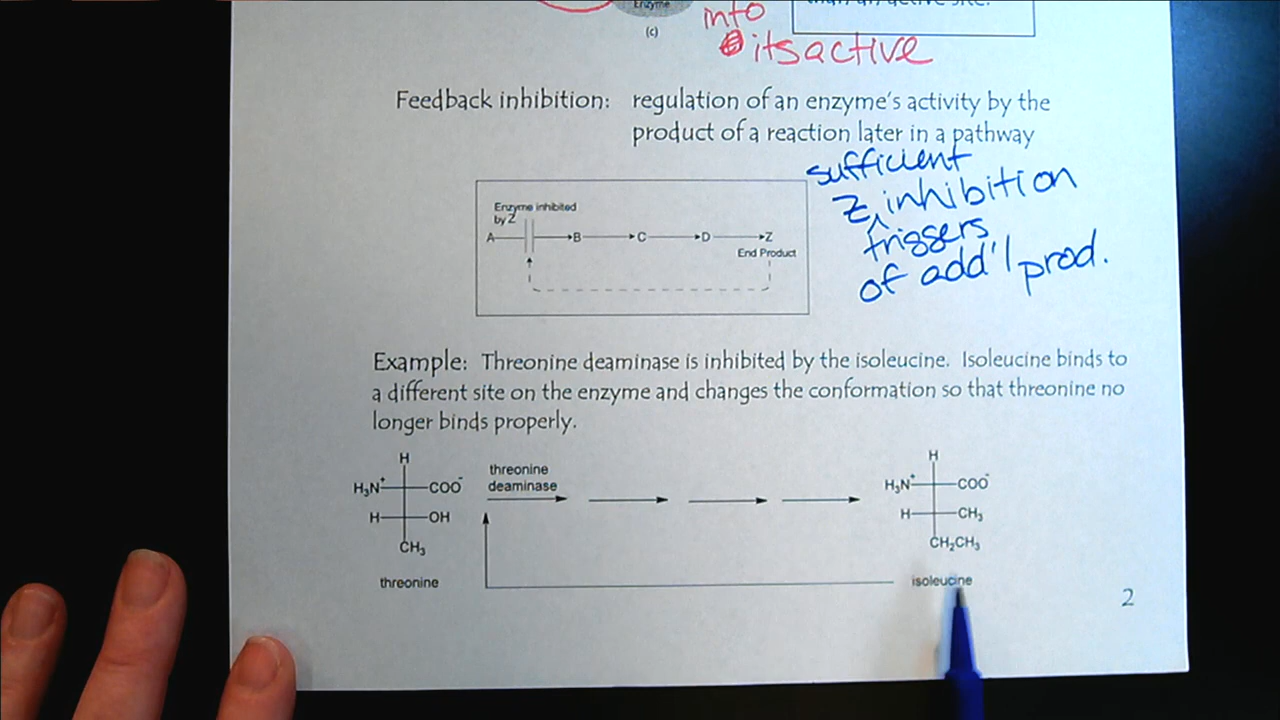 Enzyme
into
(c)
its active
Feedback inhibition: regulation of an enzyme's activity by the
product of a reaction later in a pathway
sufficient
Z ^ inhibition
triggers
of add'l prod.
Enzyme inhibited
by Z
A B C D Z
End Product
Example: Threonine deaminase is inhibited by the isoleucine. Isoleucine binds to
a different site on the enzyme and changes the conformation so that threonine no
longer binds properly.
H
H₃N⁺ COO⁻
H OH
CH₃
threonine
threonine
deaminase
H
H₃N⁺ COO⁻
H CH₃
CH₂CH₃
isoleucine
2